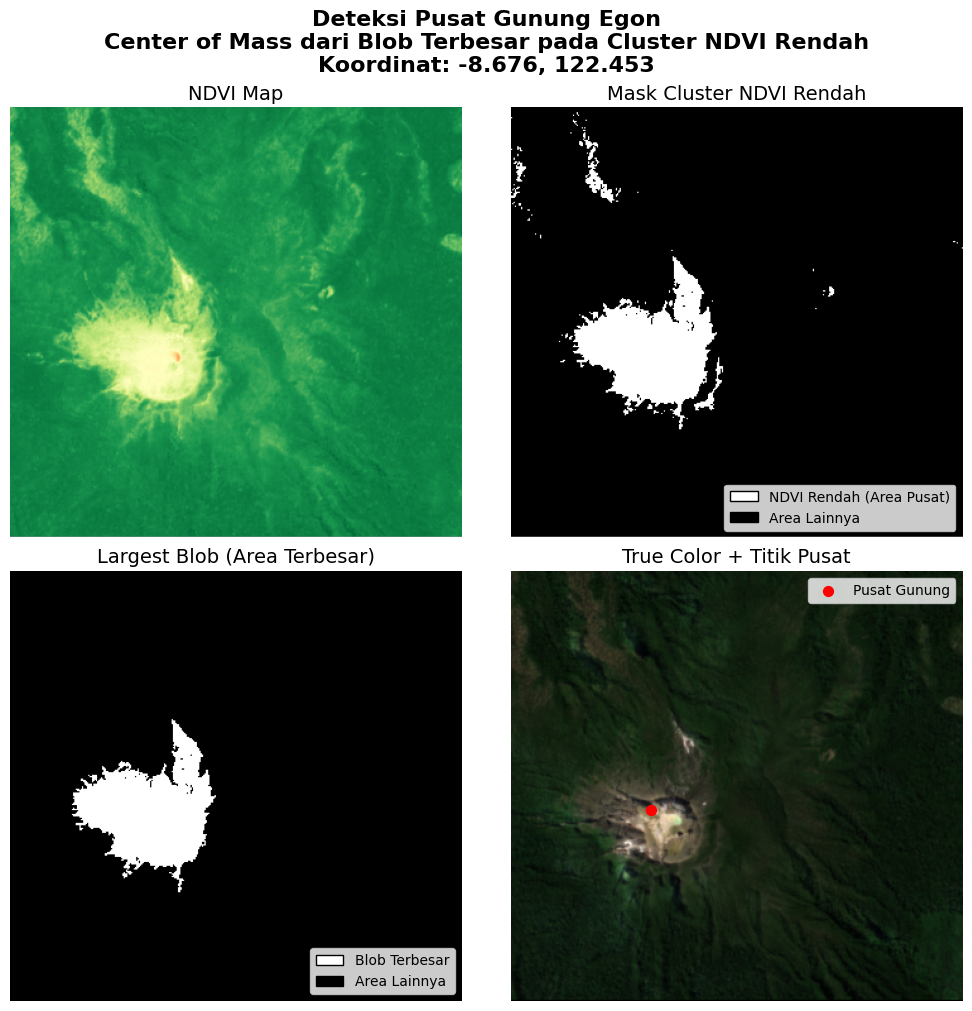 Deteksi Pusat Gunung Egon
Center of Mass dari Blob Terbesar pada Cluster NDVI Rendah
Koordinat: -8.676, 122.453
NDVI Map
Mask Cluster NDVI Rendah
NDVI Rendah (Area Pusat)
Area Lainnya
Largest Blob (Area Terbesar)
True Color + Titik Pusat
Blob Terbesar
Area Lainnya
Pusat Gunung